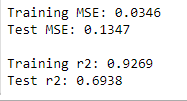 Training MSE: 0.0346
Test MSE: 0.1347
Training r2: 0.9269
Test r2: 0.6938